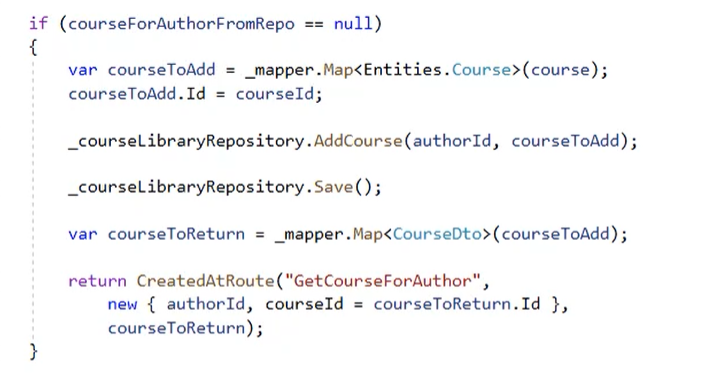 if (courseForAuthorFromRepo == null)
{
    var courseToAdd = _mapper.Map<Entities.Course>(course);
    courseToAdd.Id = courseId;
    _courseLibraryRepository.AddCourse(authorId, courseToAdd);
    _courseLibraryRepository.Save();
    var courseToReturn = _mapper.Map<CourseDto>(courseToAdd);
    return CreatedAtRoute("GetCourseForAuthor",
        new { authorId, courseId = courseToReturn.Id },
        courseToReturn);
}